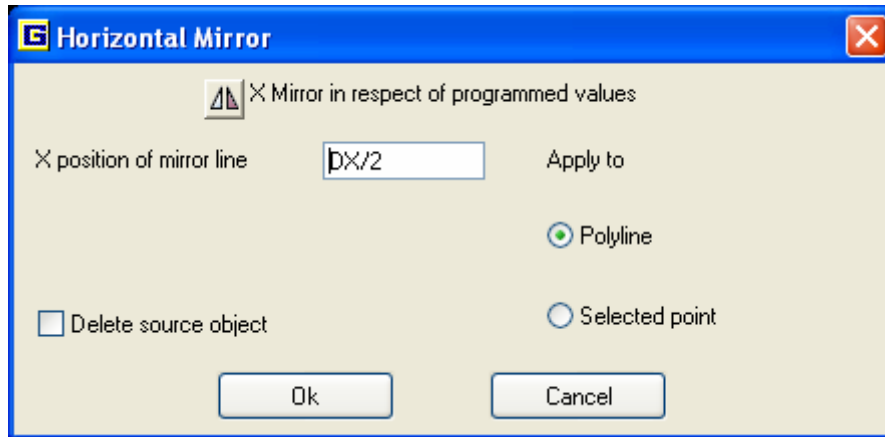 G Horizontal Mirror
X Mirror in respect of programmed values
X position of mirror line DX/2 Apply to
Polyline
Delete source object Selected point
Ok Cancel